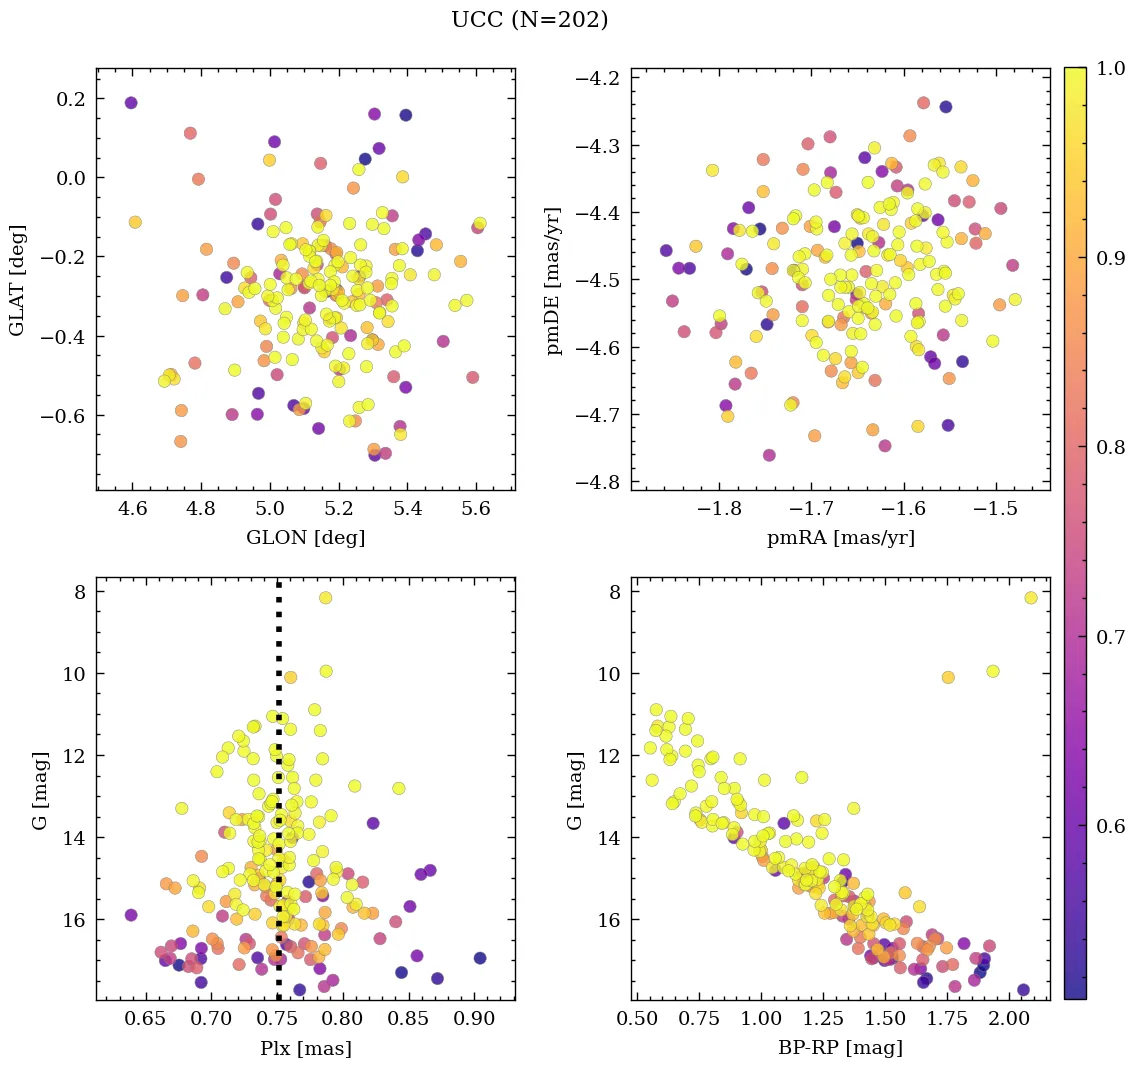 UCC (N=202)
0.2
0.0
−0.2
−0.4
−0.6
GLAT [deg]
4.6 4.8 5.0 5.2 5.4 5.6
GLON [deg]
−4.2
−4.3
−4.4
−4.5
−4.6
−4.7
−4.8
pmDE [mas/yr]
−1.8 −1.7 −1.6 −1.5
pmRA [mas/yr]
8
10
12
14
16
G [mag]
0.65 0.70 0.75 0.80 0.85 0.90
Plx [mas]
8
10
12
14
16
G [mag]
0.50 0.75 1.00 1.25 1.50 1.75 2.00
BP-RP [mag]
1.0
0.9
0.8
0.7
0.6